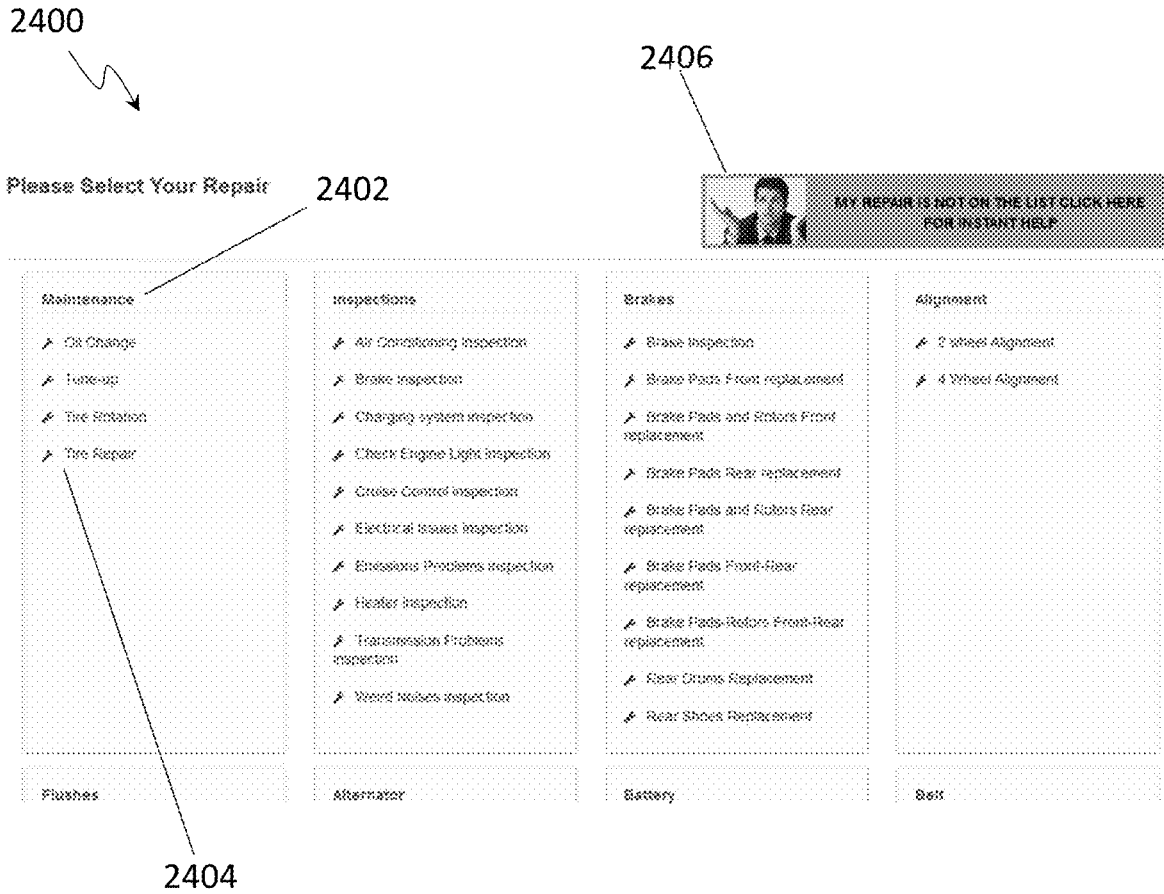 2400
2406
Please Select Your Repair
2402
MY REPAIR IS NOT ON THE LIST CLICK HERE
FOR INSTANT HELP
Maintenance
Oil Change
Tune-up
Tire Rotation
Tire Repair
Inspections
Air Conditioning Inspection
Brake Inspection
Charging system inspection
Check Engine Light inspection
Cruise Control inspection
Electrical Issues inspection
Emissions Problems inspection
Heater inspection
Transmission Problems
inspection
Weird Noises inspection
Brakes
Brake Inspection
Brake Pads Front replacement
Brake Pads and Rotors Front
replacement
Brake Pads Rear replacement
Brake Pads and Rotors Rear
replacement
Brake Pads Front-Rear
replacement
Brake Pads-Rotors Front-Rear
replacement
Rear Drums Replacement
Rear Shoes Replacement
Alignment
2 wheel Alignment
4 Wheel Alignment
Flushes
Alternator
Battery
Belt
2404